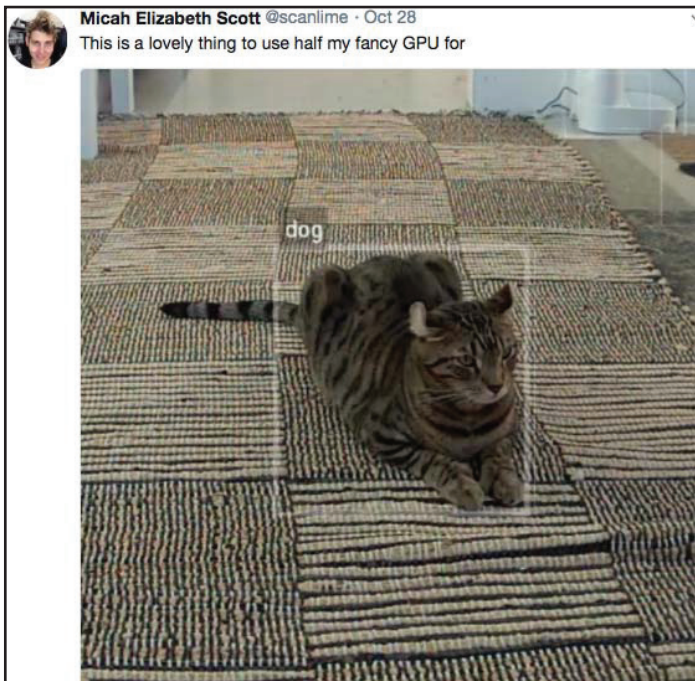 Micah Elizabeth Scott @scanlime · Oct 28
This is a lovely thing to use half my fancy GPU for
dog